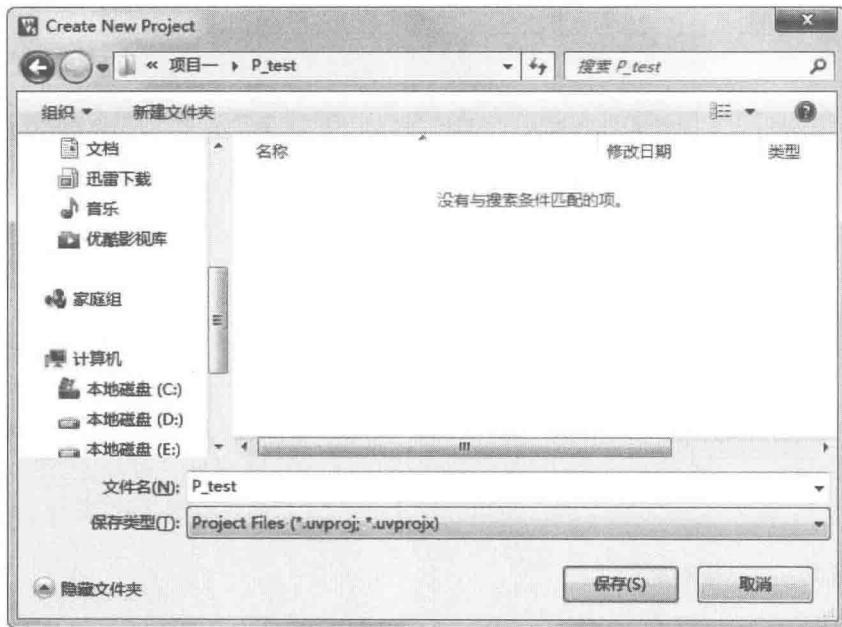 Create New Project
« 项目一 ▸ P_test
搜索 P_test
组织
新建文件夹
名称
修改日期
类型
文档
迅雷下载
音乐
优酷影视库
没有与搜索条件匹配的项。
家庭组
计算机
本地磁盘 (C:)
本地磁盘 (D:)
本地磁盘 (E:)
文件名(N): P_test
保存类型(T): Project Files (*.uvproj; *.uvprojx)
隐藏文件夹
保存(S)
取消